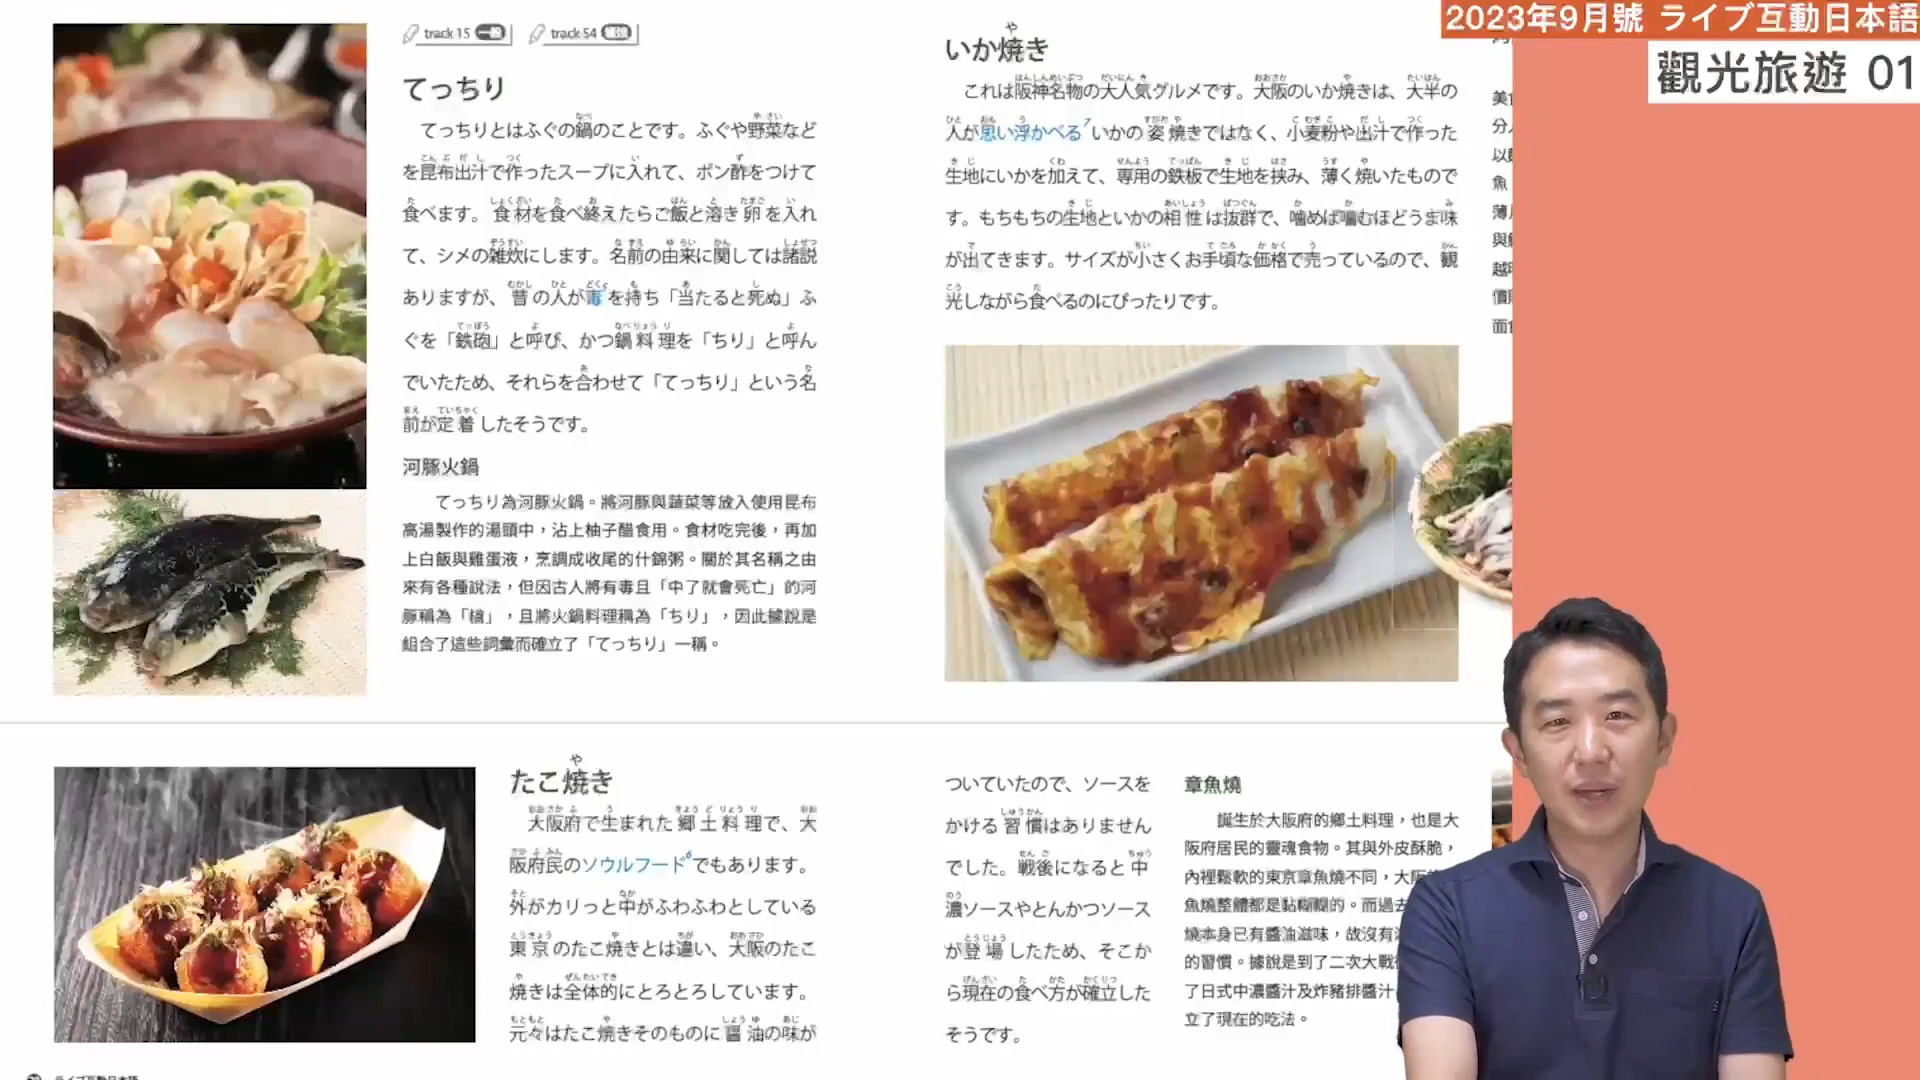 2023年9月號 ライブ互動日本語
觀光旅遊 01
track 15
track 54
てっちり
てっちりとはふぐの鍋のことです。ふぐや野菜など
を昆布出汁で作ったスープに入れて、ポン酢をつけて
食べます。食材を食べ終えたらご飯と溶き卵を入れ
て、シメの雑炊にします。名前の由来に関しては諸説
ありますが、昔の人が毒を持ち「当たると死ぬ」ふ
ぐを「鉄砲」と呼び、かつ鍋料理を「ちり」と呼ん
でいたため、それらを合わせて「てっちり」という名
前が定着したそうです。
河豚火鍋
てっちり為河豚火鍋。將河豚與蔬菜等放入使用昆布
高湯製作的湯頭中，沾上柚子醋食用。食材吃完後，再加
上白飯與雞蛋液，烹調成收尾的什錦粥。關於其名稱之由
來有各種說法，但因古人將有毒且「中了就會死亡」的河
豚稱為「槍」，且將火鍋料理稱為「ちり」，因此據說是
組合了這些詞彙而確立了「てっちり」一稱。
いか焼き
これは阪神名物の大人気グルメです。大阪のいか焼きは、大半の
人が思い浮かべる7いかの姿焼きではなく、小麦粉や出汁で作った
生地にいかを加えて、専用の鉄板で生地を挟み、薄く焼いたもので
す。もちもちの生地といかの相性は抜群で、噛めば噛むほどうま味
が出てきます。サイズが小さくお手頃な価格で売っているので、観
光しながら食べるのにぴったりです。
美
分
以
魚
薄
與
越
價
面
たこ焼き
大阪府で生まれた郷土料理で、大
阪府民のソウルフード6でもあります。
外がカリっと中がふわふわとしている
東京のたこ焼きとは違い、大阪のたこ
焼きは全体的にとろとろしています。
元々はたこ焼きそのものに醤油の味が
ついていたので、ソースを
かける習慣はありません
でした。戦後になると中
濃ソースやとんかつソース
が登場したため、そこか
ら現在の食べ方が確立した
そうです。
章魚燒
誕生於大阪府的鄉土料理，也是大
阪府居民的靈魂食物。其與外皮酥脆，
內裡鬆軟的東京章魚燒不同，大阪
魚燒整體都是黏糊糊的。而過去
燒本身已有醬油滋味，故沒有
的習慣。據說是到了二次大戰
了日式中濃醬汁及炸豬排醬汁
立了現在的吃法。
ライブ互動日本語